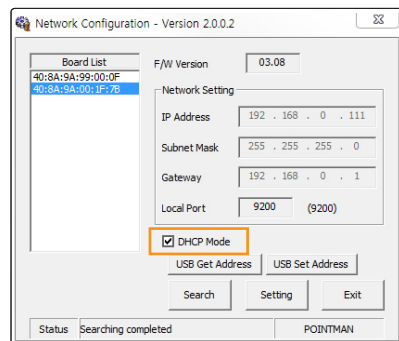 Network Configuration - Version 2.0.0.2
Board List
40:8A:9A:99:00:0F
40:8A:9A:00:1F:7B
F/W Version 03.08
Network Setting
IP Address 192 . 168 . 0 . 111
Subnet Mask 255 . 255 . 255 . 0
Gateway 192 . 168 . 0 . 1
Local Port 9200 (9200)
DHCP Mode
USB Get Address USB Set Address
Search Setting Exit
Status Searching completed POINTMAN